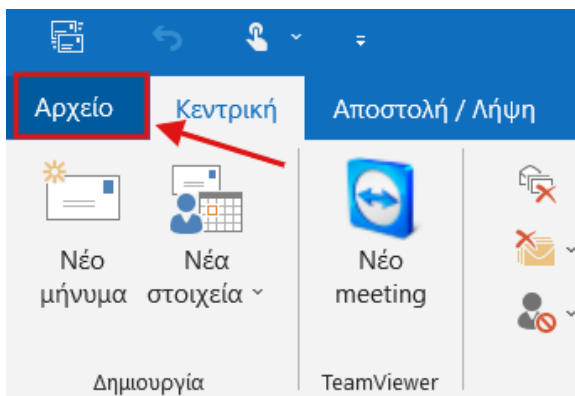 Αρχείο Κεντρική Αποστολή / Λήψη
Νέο μήνυμα
Νέα στοιχεία
Νέο meeting
Δημιουργία
TeamViewer